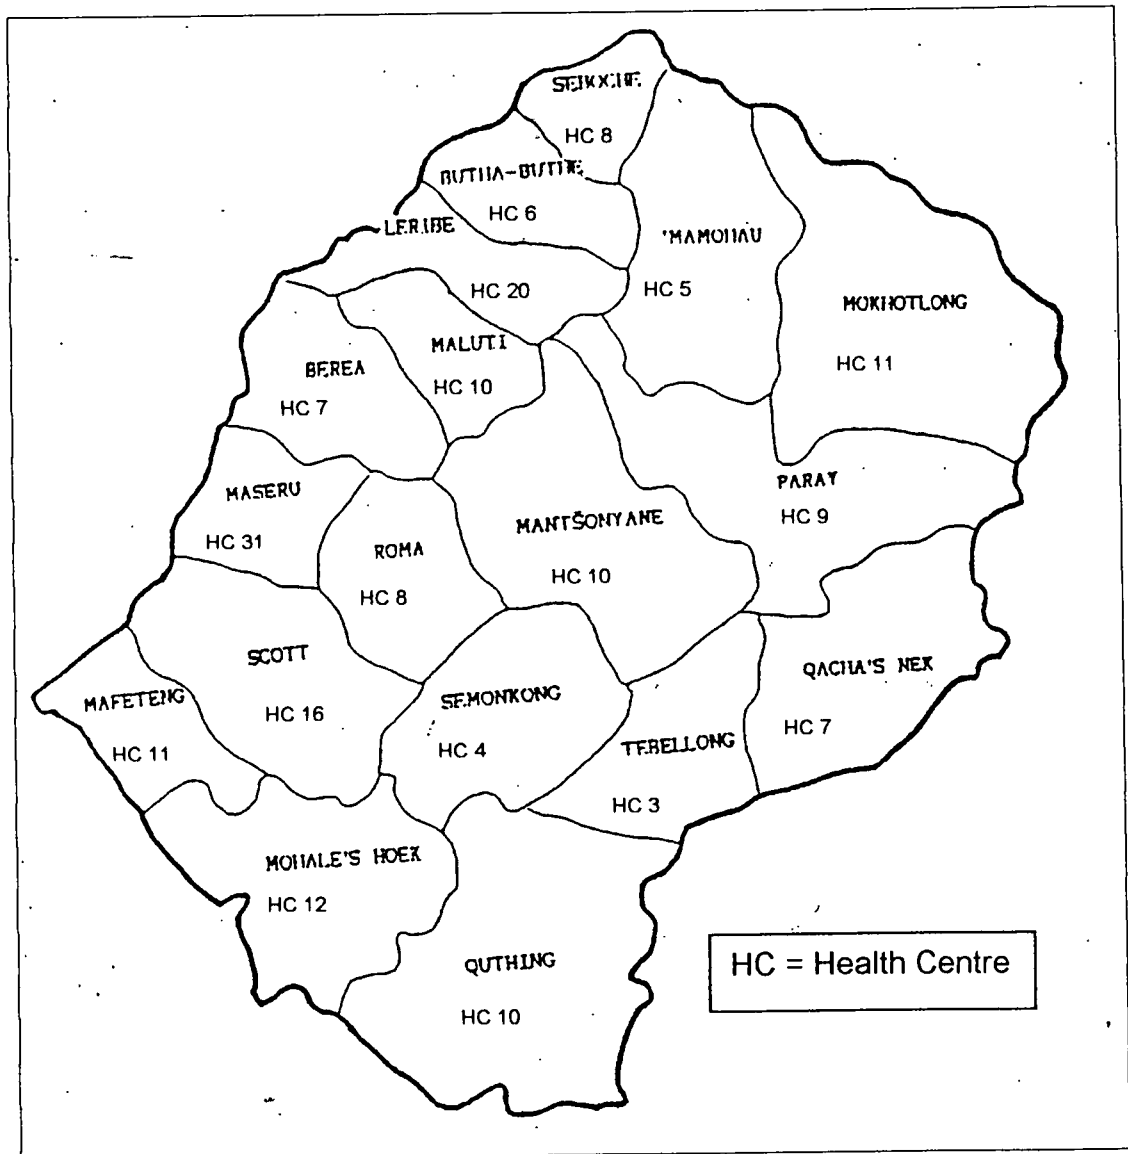 SEBOCHE
HC 8
BUTHA-BUTHE
HC 6
LERIBE
HC 20
'MAMOHAU
HC 5
MOKHOTLONG
HC 11
MALUTI
HC 10
BEREA
HC 7
PARAY
HC 9
MASERU
HC 31
MANTŠONYANE
HC 10
ROMA
HC 8
SCOTT
HC 16
QACHA'S NEK
HC 7
MAFETENG
HC 11
SEMONKONG
HC 4
TEBELLONG
HC 3
MOHALE'S HOEK
HC 12
QUTHING
HC 10
HC = Health Centre